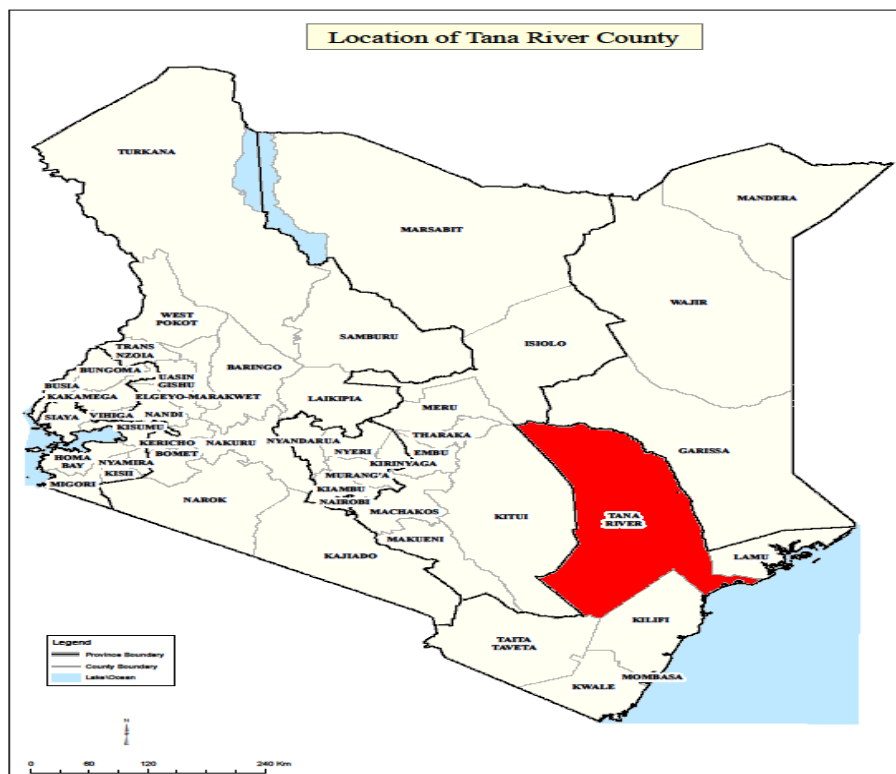 Location of Tana River County
TURKANA
MANDERA
MARSABIT
WAJIR
WEST
POKOT
SAMBURU
ISIOLO
TRANS
NZOIA
BUNGOMA
UASIN
GISHU
BARINGO
BUSIA
KAKAMEGA
ELGEYO-MARAKWET
LAIKIPIA
MERU
SIAYA
VIHIGA
NANDI
KISUMU
THARAKA
KERICHO
NAKURU
NYANDARUA
NYERI
EMBU
GARISSA
HOMA
BAY
NYAMIRA
BOMET
KIRINYAGA
KISII
MURANG'A
MIGORI
KIAMBU
NAROK
NAIROBI
MACHAKOS
KITUI
TANA
RIVER
MAKUENI
KAJIADO
LAMU
KILIFI
TAITA
TAVETA
MOMBASA
KWALE
Legend
Province Boundary
County Boundary
Lake\Ocean
0 60 120 240 Km